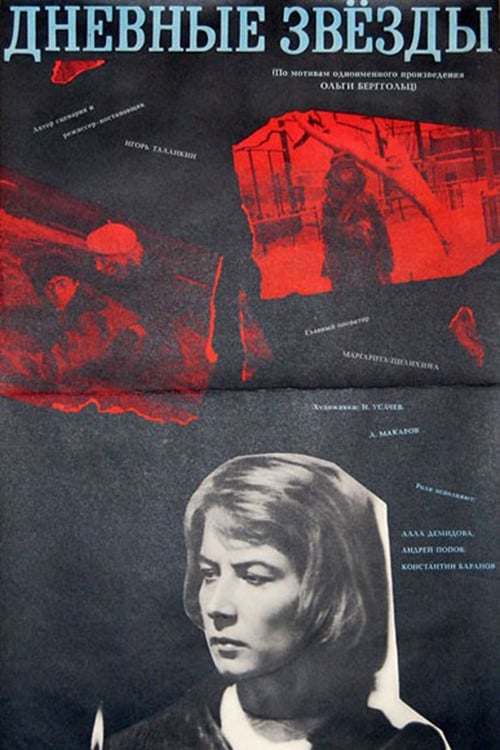 ДНЕВНЫЕ ЗВЁЗДЫ
(По мотивам одноименного произведения
ОЛЬГИ БЕРГГОЛЬЦ)
Автор сценария и
режиссер-постановщик
ИГОРЬ ТАЛАНКИН
Главный оператор
МАРГАРИТА ПИЛИХИНА
Художники: И. УСАЧЕВ,
А. МАКАРОВ
Роли исполняют:
АЛЛА ДЕМИДОВА,
АНДРЕЙ ПОПОВ,
КОНСТАНТИН БАРАНОВ